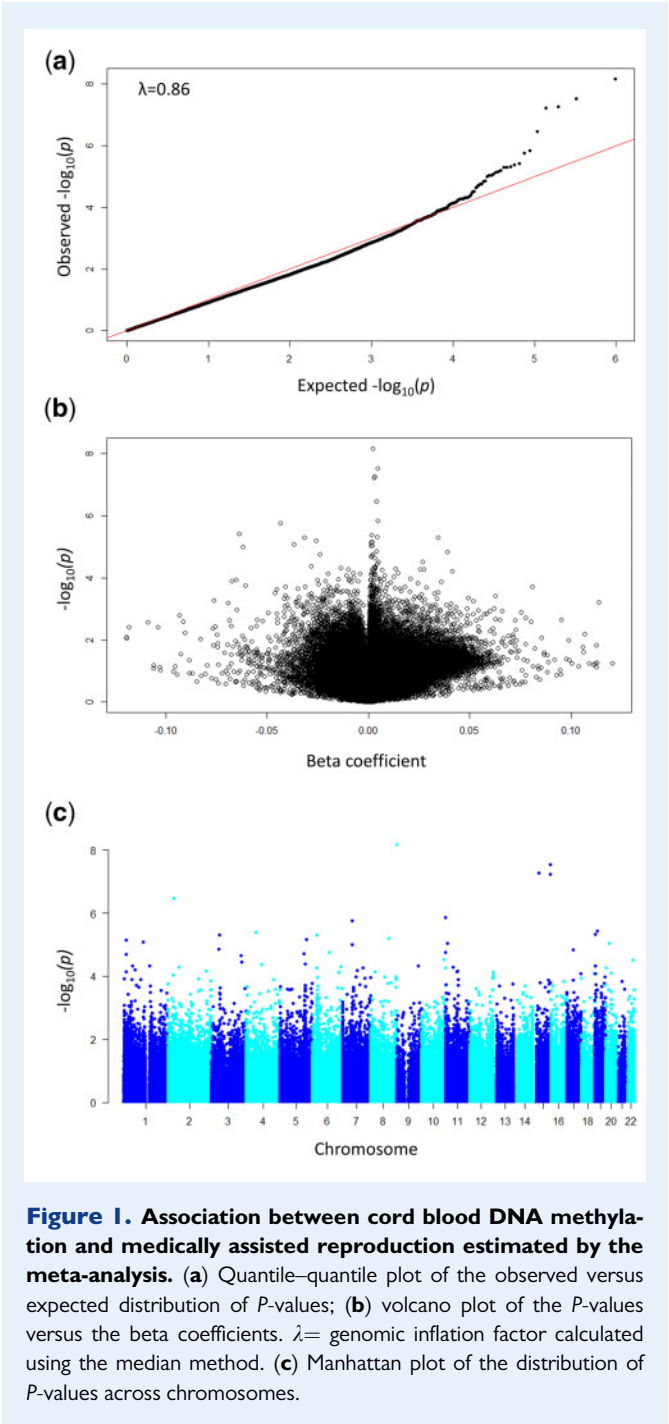 (a)
λ=0.86
Observed -log10(p)
8
6
4
2
0
0 1 2 3 4 5 6
Expected -log10(p)
(b)
-log10(p)
8
6
4
2
0
-0.10 -0.05 0.00 0.05 0.10
Beta coefficient
(c)
-log10(p)
8
6
4
2
0
1 2 3 4 5 6 7 8 9 10 11 12 13 14 16 18 20 22
Chromosome
Figure 1. Association between cord blood DNA methyla-
tion and medically assisted reproduction estimated by the
meta-analysis. (a) Quantile–quantile plot of the observed versus
expected distribution of P-values; (b) volcano plot of the P-values
versus the beta coefficients. λ= genomic inflation factor calculated
using the median method. (c) Manhattan plot of the distribution of
P-values across chromosomes.